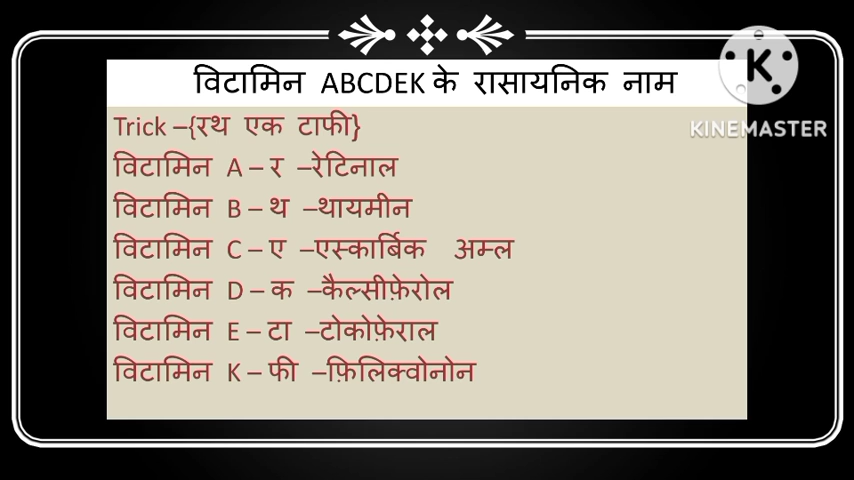 विटामिन ABCDEK के रासायनिक नाम
K
KINEMASTER
Trick –{रथ एक टाफी}
विटामिन A – र –रेटिनाल
विटामिन B – थ –थायमीन
विटामिन C – ए –एस्कार्बिक अम्ल
विटामिन D – क –कैल्सीफ़ेरोल
विटामिन E – टा –टोकोफ़ेराल
विटामिन K – फी –फ़िलिक्वोनोन